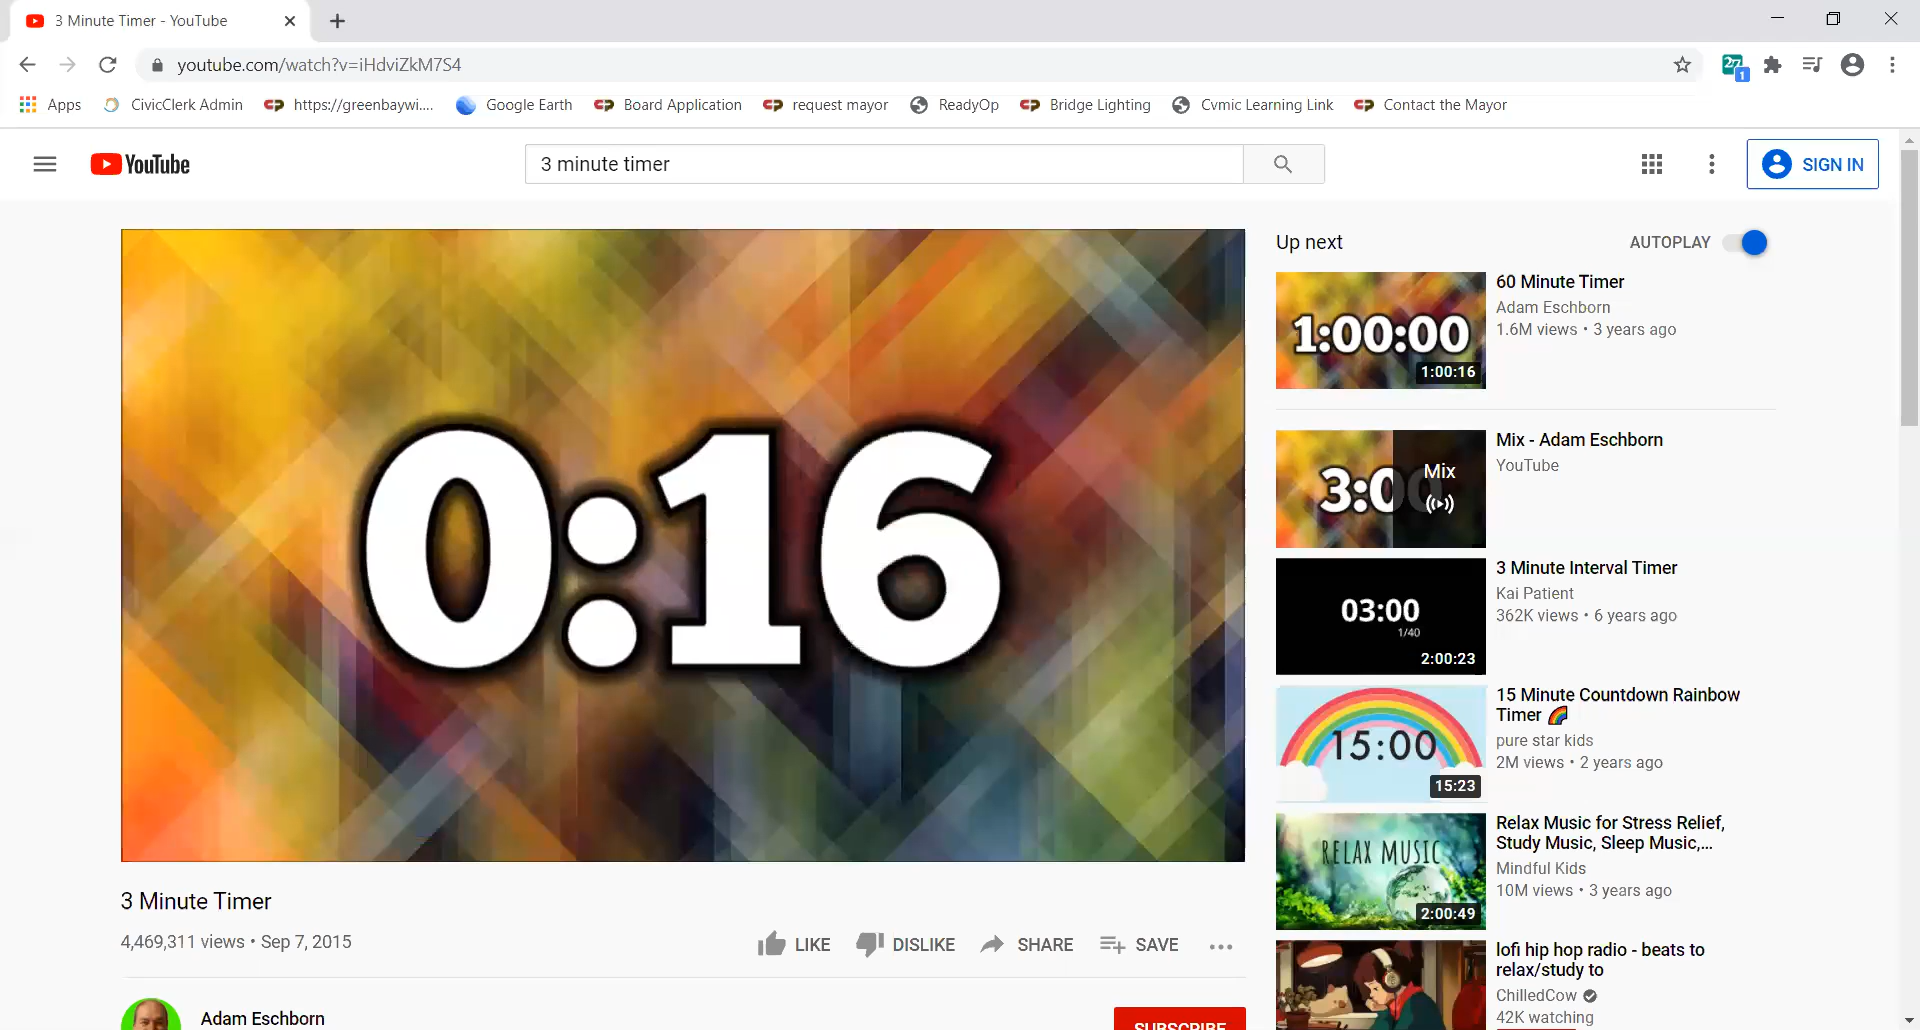 3 Minute Timer - YouTube
youtube.com/watch?v=iHdviZkM7S4
27
1
Apps
CivicClerk Admin
https://greenbaywi....
Google Earth
Board Application
request mayor
ReadyOp
Bridge Lighting
Cvmic Learning Link
Contact the Mayor
YouTube
3 minute timer
SIGN IN
0:16
3 Minute Timer
4,469,311 views • Sep 7, 2015
LIKE
DISLIKE
SHARE
SAVE
Adam Eschborn
SUBSCRIBE
Up next
AUTOPLAY
1:00:00
1:00:16
60 Minute Timer
Adam Eschborn
1.6M views • 3 years ago
3:00
Mix
Mix - Adam Eschborn
YouTube
03:00
1/40
2:00:23
3 Minute Interval Timer
Kai Patient
362K views • 6 years ago
15:00
15:23
15 Minute Countdown Rainbow
Timer 🌈
pure star kids
2M views • 2 years ago
RELAX MUSIC
2:00:49
Relax Music for Stress Relief,
Study Music, Sleep Music,...
Mindful Kids
10M views • 3 years ago
lofi hip hop radio - beats to
relax/study to
ChilledCow
42K watching